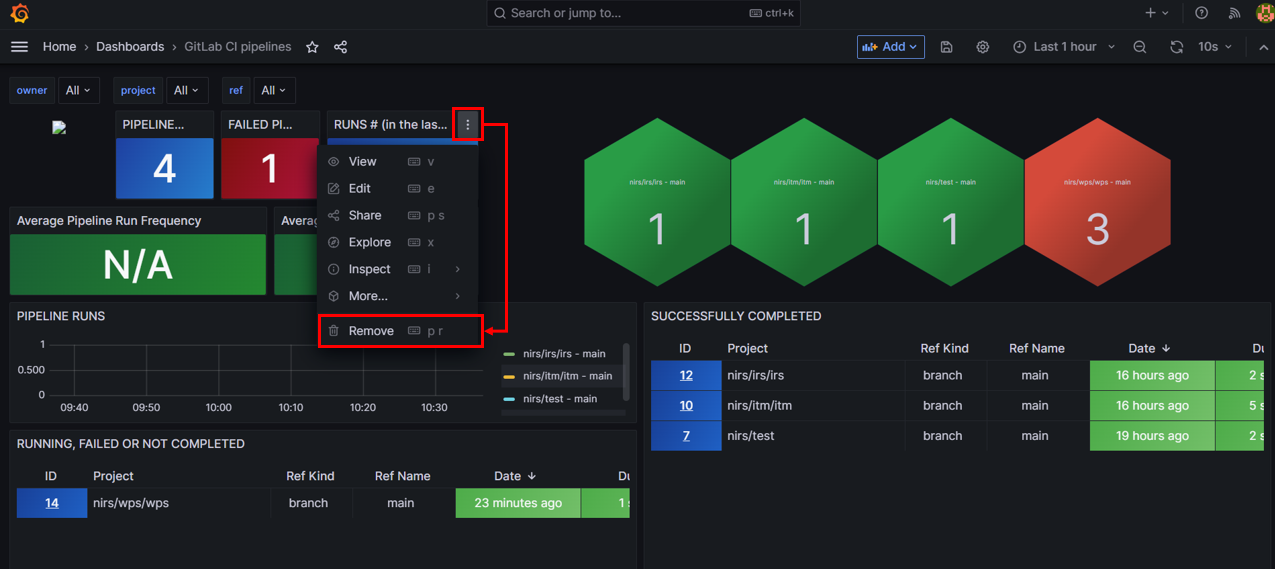 Search or jump to...
ctrl+k
Home
Dashboards
GitLab CI pipelines
Add
Last 1 hour
10s
owner
All
project
All
ref
All
PIPELINE...
FAILED PI...
RUNS # (in the las...
4
1
View
v
Edit
e
Share
p s
Explore
x
Inspect
i
More...
Remove
p r
Average Pipeline Run Frequency
N/A
Averag
nirs/irs/irs - main
1
nirs/itm/itm - main
1
nirs/test - main
1
nirs/wps/wps - main
3
PIPELINE RUNS
1
0.500
0
09:40
09:50
10:00
10:10
10:20
10:30
nirs/irs/irs - main
nirs/itm/itm - main
nirs/test - main
SUCCESSFULLY COMPLETED
ID Project Ref Kind Ref Name Date Du
12 nirs/irs/irs branch main 16 hours ago 2 s
10 nirs/itm/itm branch main 16 hours ago 5 s
7 nirs/test branch main 19 hours ago 2 s
RUNNING, FAILED OR NOT COMPLETED
ID Project Ref Kind Ref Name Date Du
14 nirs/wps/wps branch main 23 minutes ago 1 s